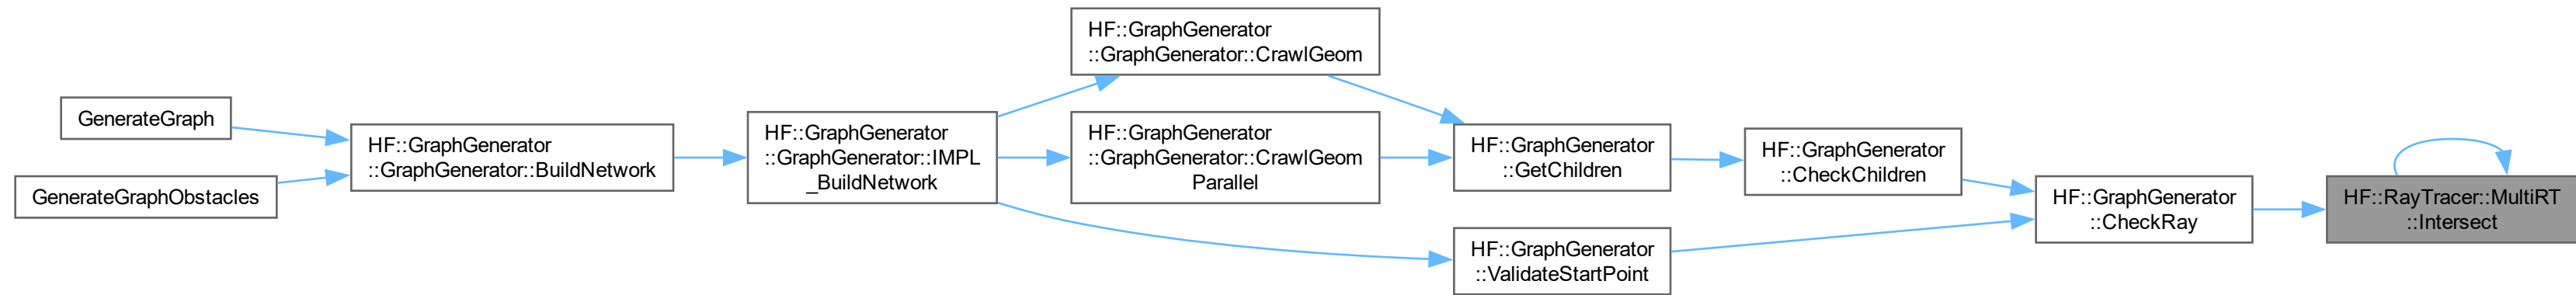 GenerateGraph
GenerateGraphObstacles
HF::GraphGenerator
::GraphGenerator::BuildNetwork
HF::GraphGenerator
::GraphGenerator::IMPL
_BuildNetwork
HF::GraphGenerator
::GraphGenerator::CrawlGeom
HF::GraphGenerator
::GraphGenerator::CrawlGeom
Parallel
HF::GraphGenerator
::GetChildren
HF::GraphGenerator
::ValidateStartPoint
HF::GraphGenerator
::CheckChildren
HF::GraphGenerator
::CheckRay
HF::RayTracer::MultiRT
::Intersect